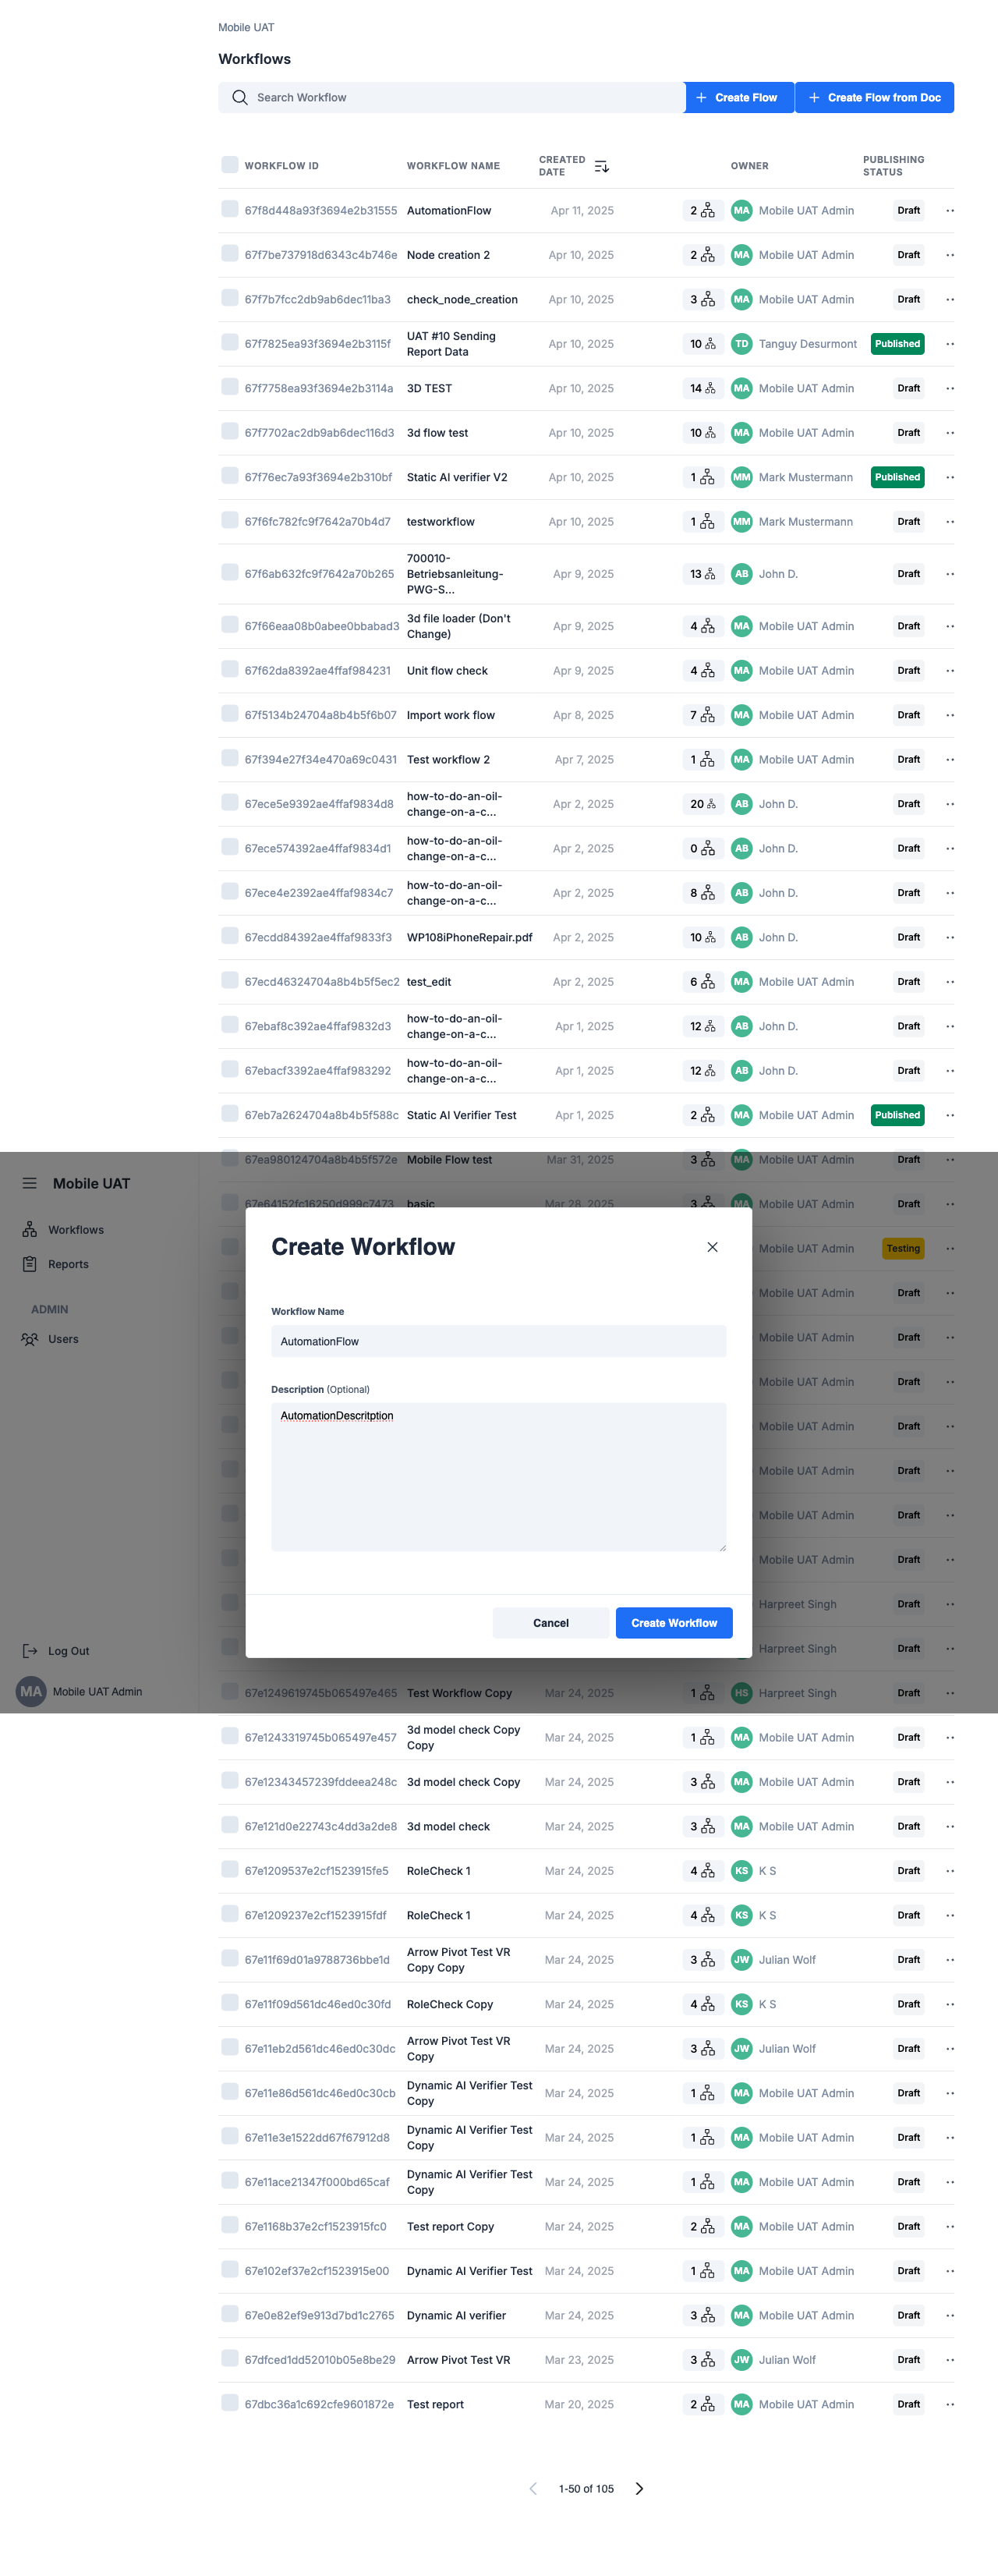 Mobile UAT
Workflows
Search Workflow
Create Flow
Create Flow from Doc
WORKFLOW ID WORKFLOW NAME CREATED DATE OWNER PUBLISHING STATUS
67f8d448a93f3694e2b31555 AutomationFlow Apr 11, 2025 2 MA Mobile UAT Admin Draft
67f7be737918d6343c4b746e Node creation 2 Apr 10, 2025 2 MA Mobile UAT Admin Draft
67f7b7fcc2db9ab6dec11ba3 check_node_creation Apr 10, 2025 3 MA Mobile UAT Admin Draft
67f7825ea93f3694e2b3115f UAT #10 Sending Report Data Apr 10, 2025 10 TD Tanguy Desurmont Published
67f7758ea93f3694e2b3114a 3D TEST Apr 10, 2025 14 MA Mobile UAT Admin Draft
67f7702ac2db9ab6dec116d3 3d flow test Apr 10, 2025 10 MA Mobile UAT Admin Draft
67f76ec7a93f3694e2b310bf Static AI verifier V2 Apr 10, 2025 1 MM Mark Mustermann Published
67f6fc782fc9f7642a70b4d7 testworkflow Apr 10, 2025 1 MM Mark Mustermann Draft
67f6ab632fc9f7642a70b265 700010-Betriebsanleitung-PWG-S... Apr 9, 2025 13 AB John D. Draft
67f66eaa08b0abee0bbabad3 3d file loader (Don't Change) Apr 9, 2025 4 MA Mobile UAT Admin Draft
67f62da8392ae4ffaf984231 Unit flow check Apr 9, 2025 4 MA Mobile UAT Admin Draft
67f5134b24704a8b4b5f6b07 Import work flow Apr 8, 2025 7 MA Mobile UAT Admin Draft
67f394e27f34e470a69c0431 Test workflow 2 Apr 7, 2025 1 MA Mobile UAT Admin Draft
67ece5e9392ae4ffaf9834d8 how-to-do-an-oil-change-on-a-c... Apr 2, 2025 20 AB John D. Draft
67ece574392ae4ffaf9834d1 how-to-do-an-oil-change-on-a-c... Apr 2, 2025 0 AB John D. Draft
67ece4e2392ae4ffaf9834c7 how-to-do-an-oil-change-on-a-c... Apr 2, 2025 8 AB John D. Draft
67ecdd84392ae4ffaf9833f3 WP108iPhoneRepair.pdf Apr 2, 2025 10 AB John D. Draft
67ecd46324704a8b4b5f5ec2 test_edit Apr 2, 2025 6 MA Mobile UAT Admin Draft
67ebaf8c392ae4ffaf9832d3 how-to-do-an-oil-change-on-a-c... Apr 1, 2025 12 AB John D. Draft
67ebacf3392ae4ffaf983292 how-to-do-an-oil-change-on-a-c... Apr 1, 2025 12 AB John D. Draft
67eb7a2624704a8b4b5f588c Static AI Verifier Test Apr 1, 2025 2 MA Mobile UAT Admin Published
67ea980124704a8b4b5f572e Mobile Flow test Mar 31, 2025 3 MA Mobile UAT Admin Draft
Mobile UAT
67e64152fc16250d999c7473 basic Mar 28, 2025 3 MA Mobile UAT Admin Draft
Workflows
Reports
ADMIN
Users
Log Out
MA Mobile UAT Admin
Create Workflow
Workflow Name
AutomationFlow
Description (Optional)
AutomationDescritption
Cancel
Create Workflow
Mobile UAT Admin Testing
Mobile UAT Admin Draft
Mobile UAT Admin Draft
Mobile UAT Admin Draft
Mobile UAT Admin Draft
Mobile UAT Admin Draft
Mobile UAT Admin Draft
Mobile UAT Admin Draft
Harpreet Singh Draft
Harpreet Singh Draft
67e1249619745b065497e465 Test Workflow Copy Mar 24, 2025 1 HS Harpreet Singh Draft
67e1243319745b065497e457 3d model check Copy Copy Mar 24, 2025 1 MA Mobile UAT Admin Draft
67e12343457239fddeea248c 3d model check Copy Mar 24, 2025 3 MA Mobile UAT Admin Draft
67e121d0e22743c4dd3a2de8 3d model check Mar 24, 2025 3 MA Mobile UAT Admin Draft
67e1209537e2cf1523915fe5 RoleCheck 1 Mar 24, 2025 4 KS K S Draft
67e1209237e2cf1523915fdf RoleCheck 1 Mar 24, 2025 4 KS K S Draft
67e11f69d01a9788736bbe1d Arrow Pivot Test VR Copy Copy Mar 24, 2025 3 JW Julian Wolf Draft
67e11f09d561dc46ed0c30fd RoleCheck Copy Mar 24, 2025 4 KS K S Draft
67e11eb2d561dc46ed0c30dc Arrow Pivot Test VR Copy Mar 24, 2025 3 JW Julian Wolf Draft
67e11e86d561dc46ed0c30cb Dynamic AI Verifier Test Copy Mar 24, 2025 1 MA Mobile UAT Admin Draft
67e11e3e1522dd67f67912d8 Dynamic AI Verifier Test Copy Mar 24, 2025 1 MA Mobile UAT Admin Draft
67e11ace21347f000bd65caf Dynamic AI Verifier Test Copy Mar 24, 2025 1 MA Mobile UAT Admin Draft
67e1168b37e2cf1523915fc0 Test report Copy Mar 24, 2025 2 MA Mobile UAT Admin Draft
67e102ef37e2cf1523915e00 Dynamic AI Verifier Test Mar 24, 2025 1 MA Mobile UAT Admin Draft
67e0e82ef9e913d7bd1c2765 Dynamic AI verifier Mar 24, 2025 3 MA Mobile UAT Admin Draft
67dfced1dd52010b05e8be29 Arrow Pivot Test VR Mar 23, 2025 3 JW Julian Wolf Draft
67dbc36a1c692cfe9601872e Test report Mar 20, 2025 2 MA Mobile UAT Admin Draft
1-50 of 105